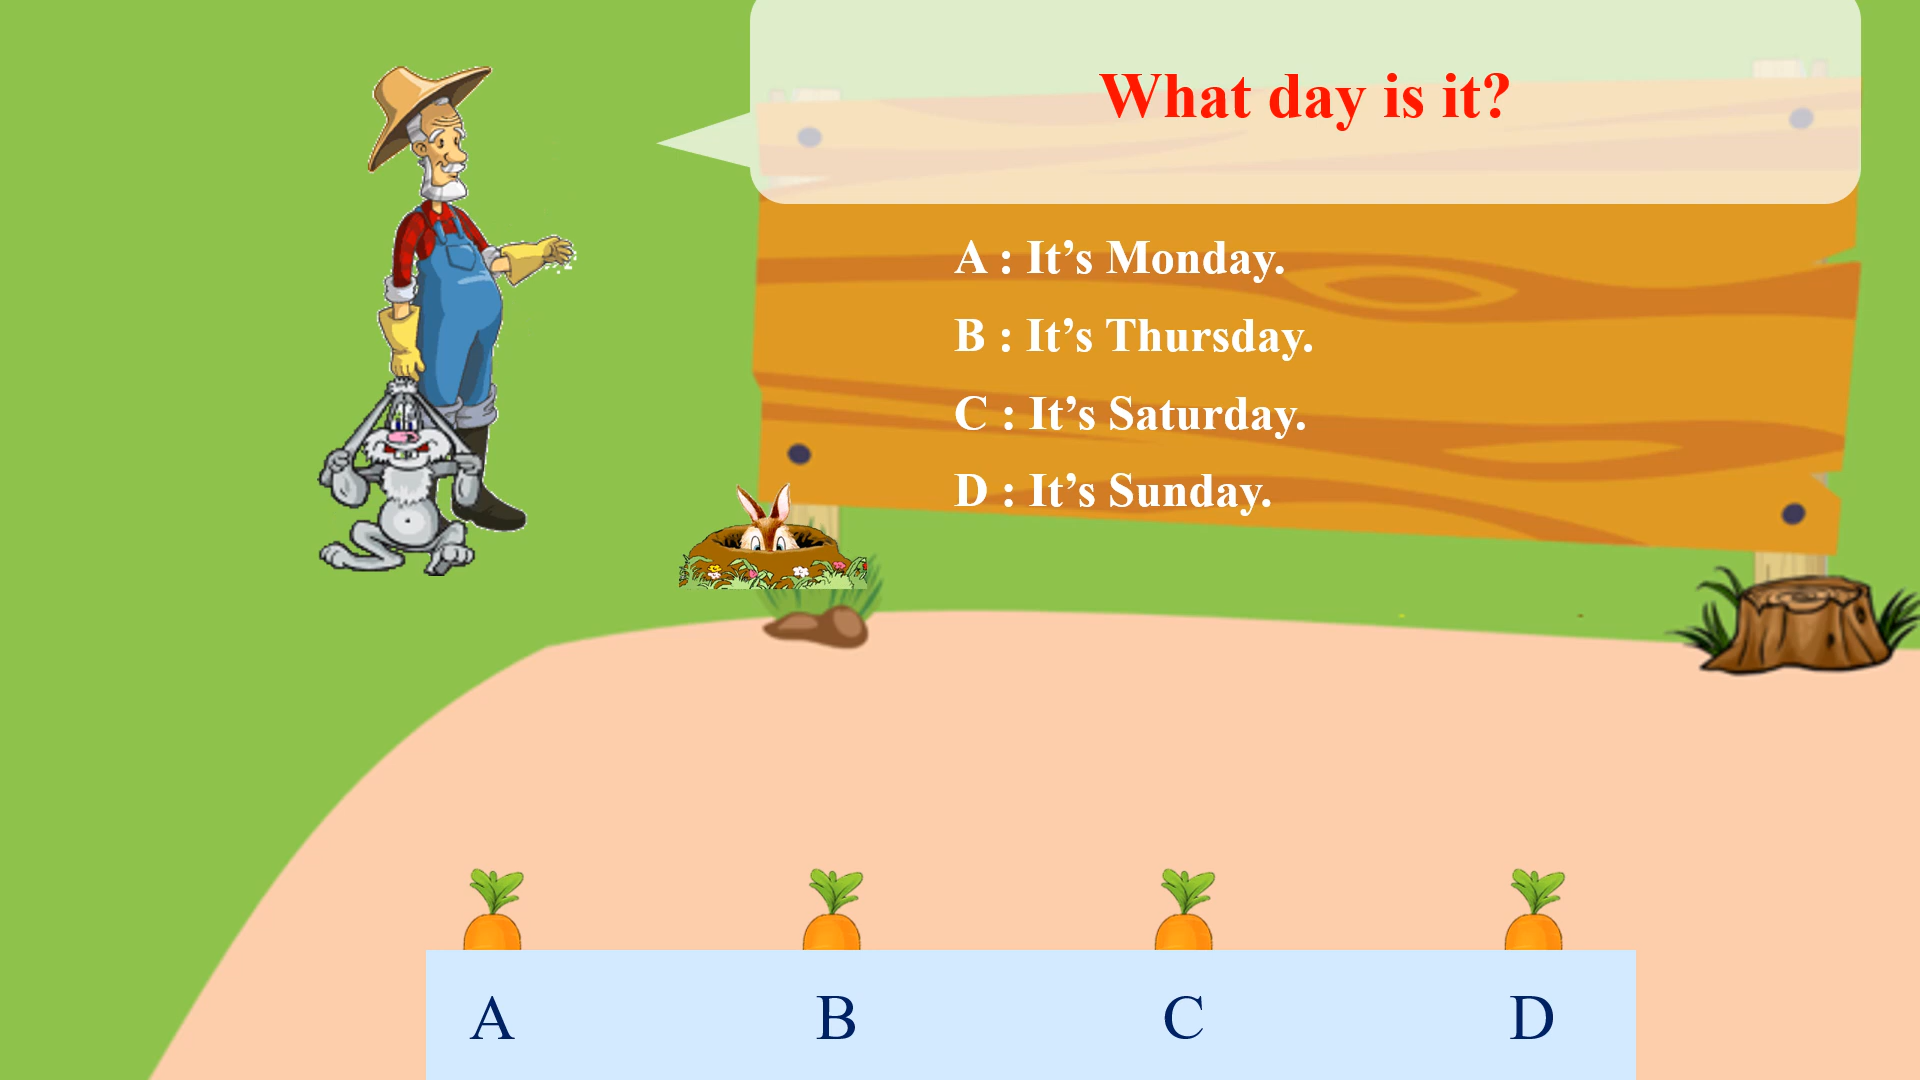 What day is it?
A : It’s Monday.
B : It’s Thursday.
C : It’s Saturday.
D : It’s Sunday.
A B C D